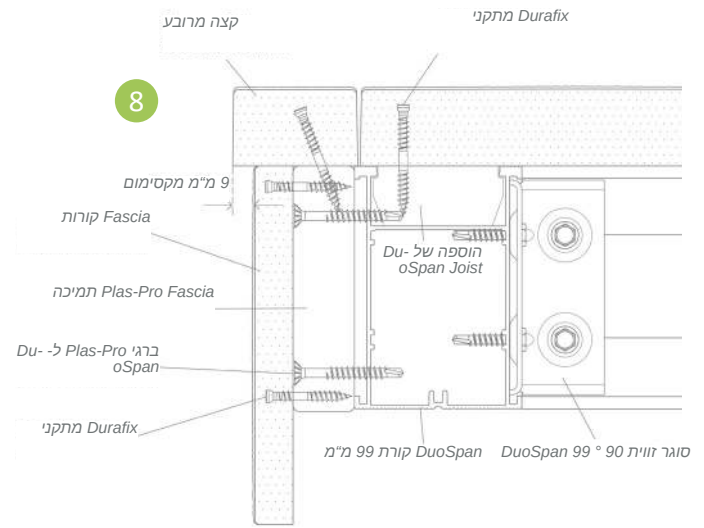 קצה מרובע
מתקני Durafix
8
9 מ"מ מקסימום
קורות Fascia
תמיכה Plas-Pro Fascia
ברגי Plas-Pro ל- Du-
oSpan
מתקני Durafix
הוספה של Du-
oSpan Joist
קורת 99 מ"מ DuoSpan
סוגר זווית 90 ° DuoSpan 99